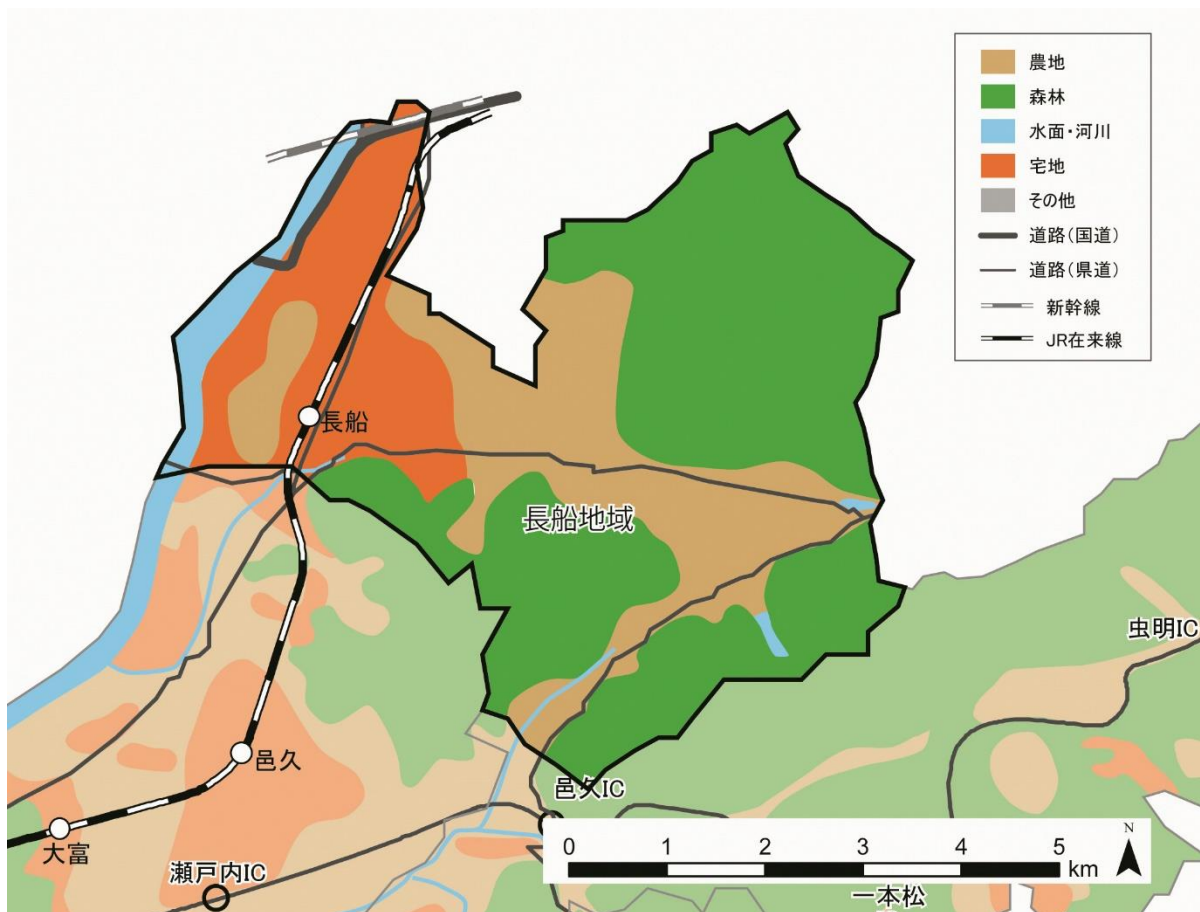 農地
森林
水面・河川
宅地
その他
道路(国道)
道路(県道)
新幹線
JR在来線
長船
長船地域
虫明IC
邑久
邑久IC
大富
瀬戸内IC
0 1 2 3 4 5
km
N
一本松